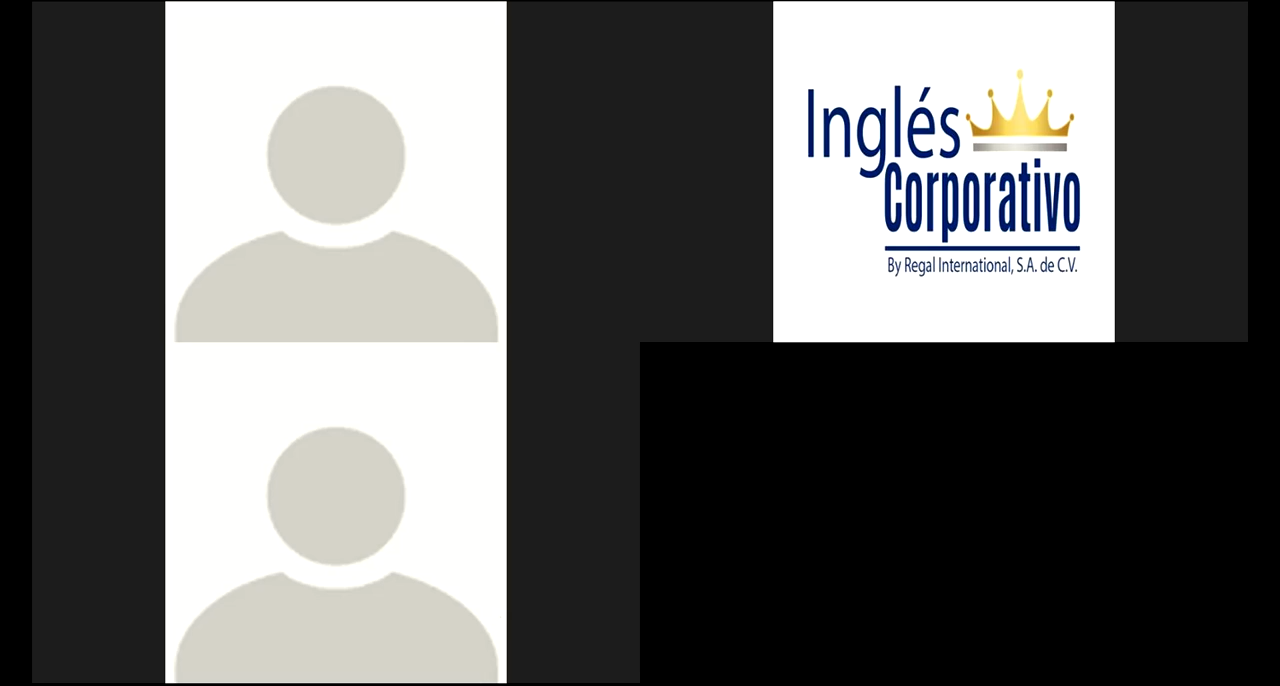 Inglés
Corporativo
By Regal International, S.A. de C.V.